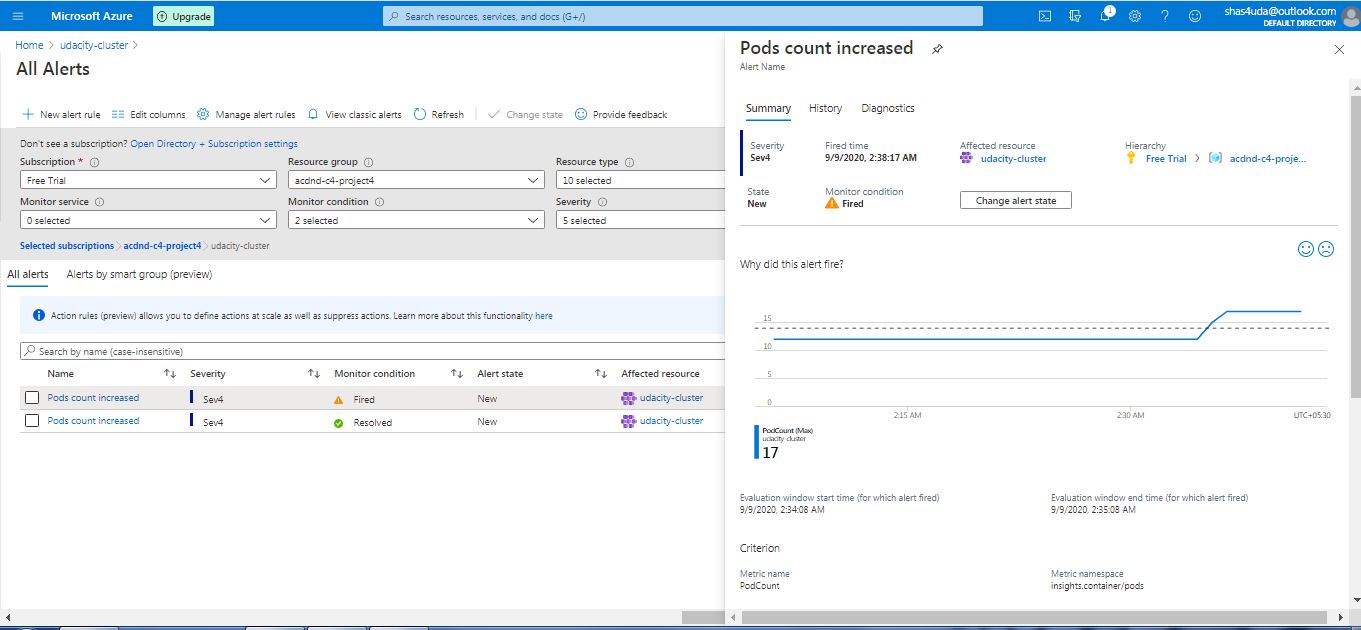 Microsoft Azure
Upgrade
Search resources, services, and docs (G+/)
1
shas4uda@outlook.com
DEFAULT DIRECTORY
Home > udacity-cluster >
All Alerts
New alert rule Edit columns Manage alert rules View classic alerts Refresh Change state Provide feedback
Don't see a subscription? Open Directory + Subscription settings
Subscription * Resource group Resource type
Free Trial acdnd-c4-project4 10 selected
Monitor service Monitor condition Severity
0 selected 2 selected 5 selected
Selected subscriptions > acdnd-c4-project4 > udacity-cluster
All alerts Alerts by smart group (preview)
Action rules (preview) allows you to define actions at scale as well as suppress actions. Learn more about this functionality here
Search by name (case-insensitive)
Name Severity Monitor condition Alert state Affected resource
Pods count increased Sev4 Fired New udacity-cluster
Pods count increased Sev4 Resolved New udacity-cluster
Pods count increased
Alert Name
Summary History Diagnostics
Severity Fired time Affected resource Hierarchy
Sev4 9/9/2020, 2:38:17 AM udacity-cluster Free Trial > acdnd-c4-proje...
State Monitor condition
New Fired Change alert state
Why did this alert fire?
15
10
5
0
2:15 AM 2:30 AM UTC+05:30
PodCount (Max)
udacity-cluster
17
Evaluation window start time (for which alert fired) Evaluation window end time (for which alert fired)
9/9/2020, 2:34:08 AM 9/9/2020, 2:35:08 AM
Criterion
Metric name Metric namespace
PodCount insights.container/pods